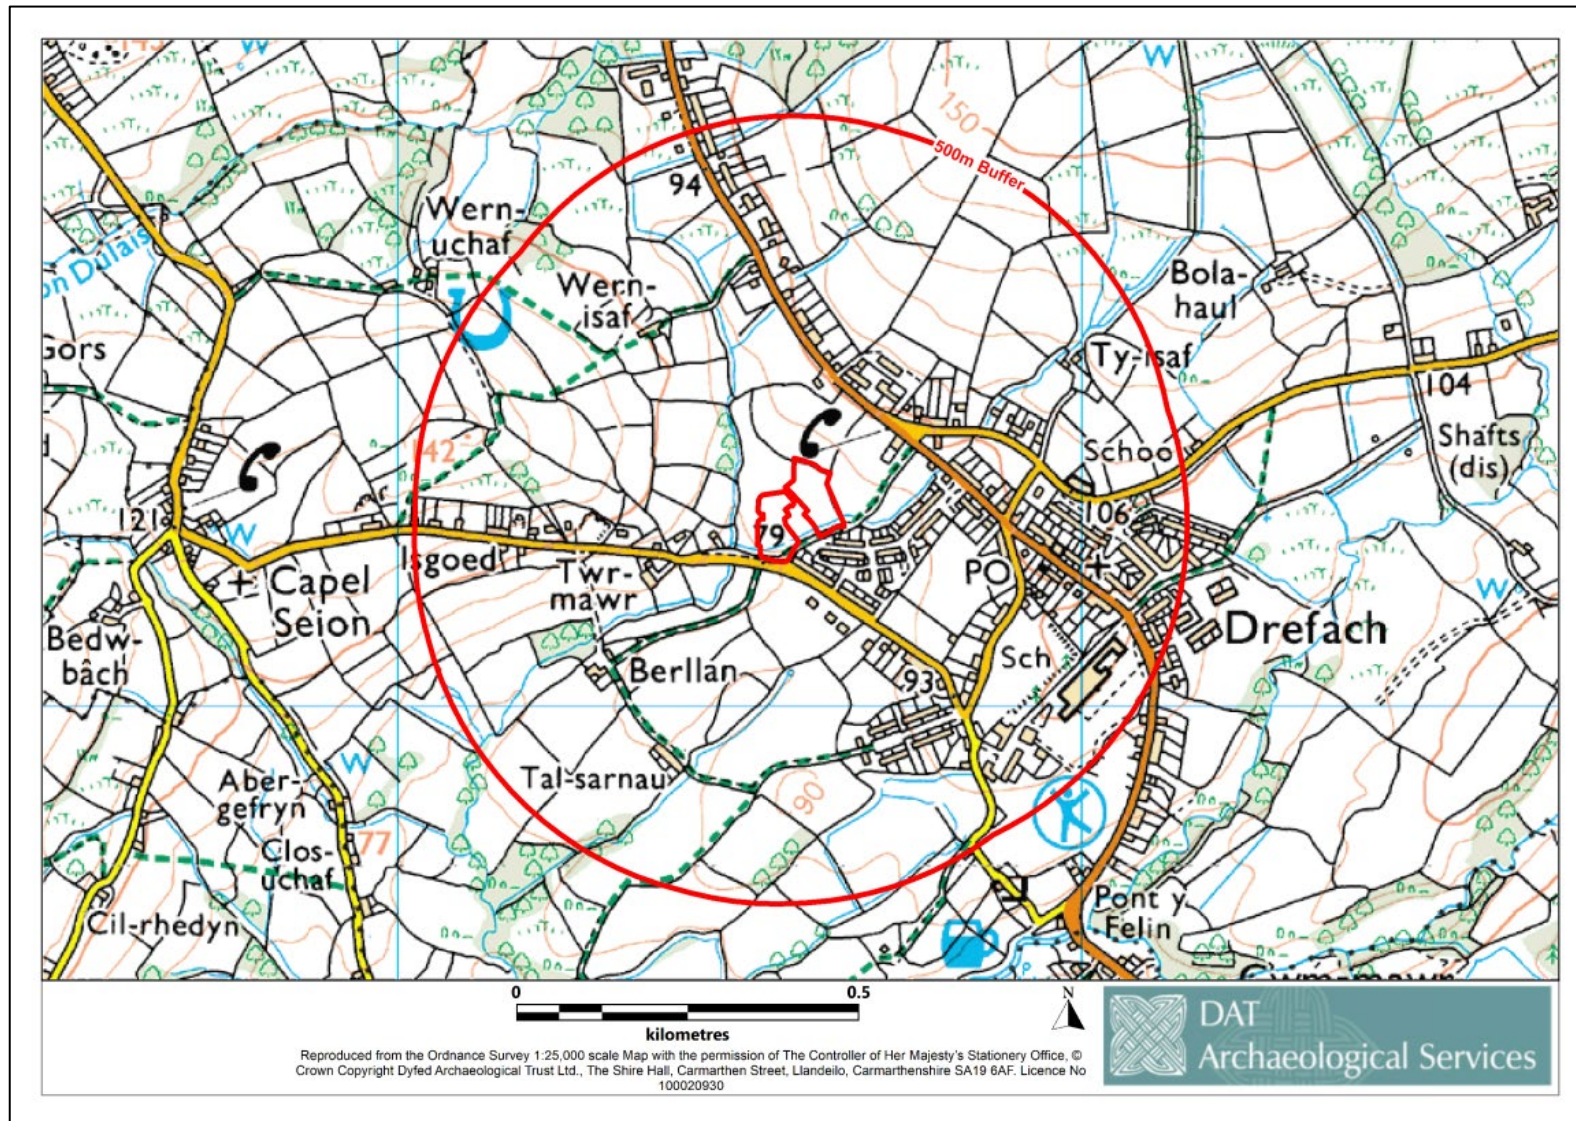 W
W
150
500m Buffer
94
Wern-
uchaf
on Dulais
Wern-
isaf
Bola-
haul
Gors
Ty-isaf
104
142
Schoo
Shafts
(dis)
121
W
106
79
Isgoed
Twr-
mawr
PO
+
+
Capel
Seion
W
Drefach
Bedw-
bâch
Berllan
Sch
93
Aber-
gefryn
W
Tal-sarnau
90
77
Clos-
uchaf
Cil-rhedyn
Pont y
Felin
0
0.5
kilometres
N
DAT
Archaeological Services
Reproduced from the Ordnance Survey 1:25,000 scale Map with the permission of The Controller of Her Majesty's Stationery Office, ©
Crown Copyright Dyfed Archaeological Trust Ltd., The Shire Hall, Carmarthen Street, Llandeilo, Carmarthenshire SA19 6AF. Licence No
100020930